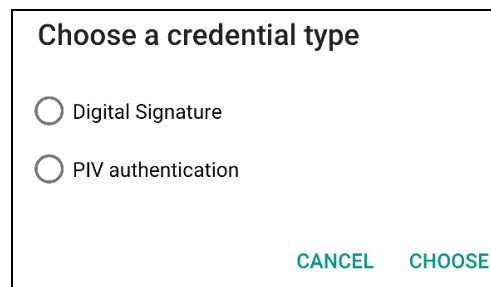 Choose a credential type
Digital Signature
PIV authentication
CANCEL CHOOSE